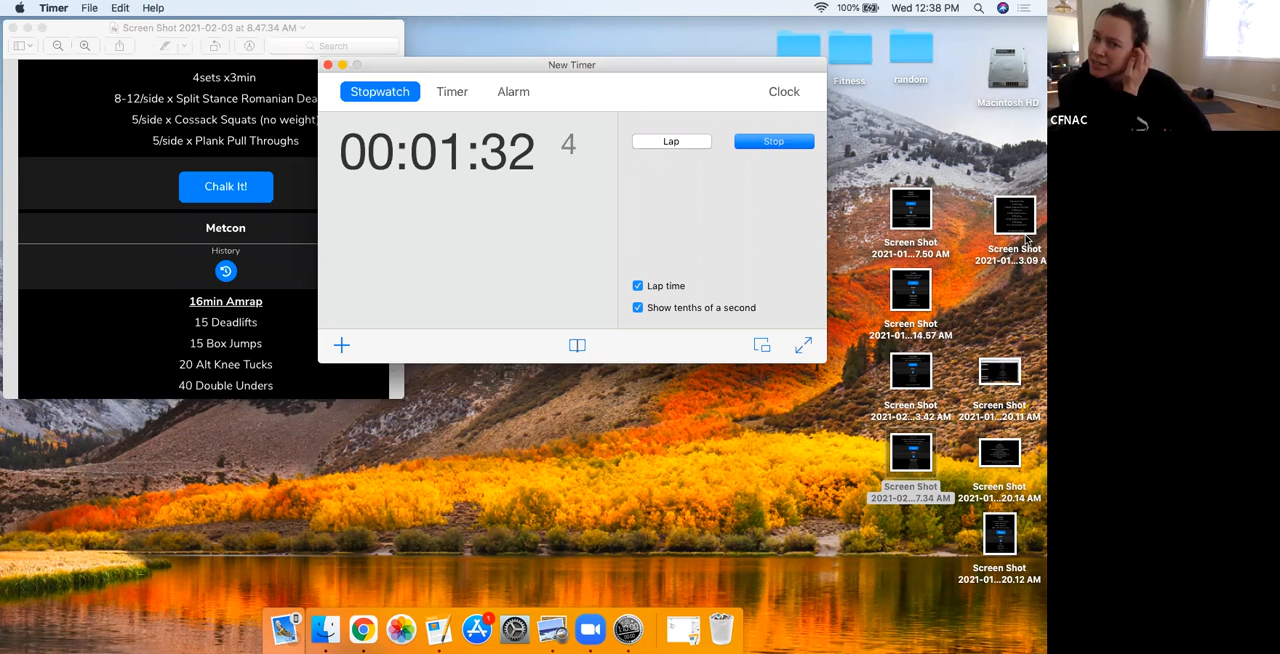 Timer File Edit Help
100%
Wed 12:38 PM
Screen Shot 2021-02-03 at 8.47.34 AM
Search
4sets x3min
8-12/side x Split Stance Romanian Dea
5/side x Cossack Squats (no weight)
5/side x Plank Pull Throughs
Chalk It!
Metcon
History
16min Amrap
15 Deadlifts
15 Box Jumps
20 Alt Knee Tucks
40 Double Unders
New Timer
Stopwatch Timer Alarm Clock
00:01:32 4
Lap Stop
Lap time
Show tenths of a second
Fitness
random
Macintosh HD
CFNAC
Screen Shot
2021-01...7.50 AM
Screen Shot
2021-01...3.09 A
Screen Shot
2021-01...14.57 AM
Screen Shot
2021-02...3.42 AM
Screen Shot
2021-01...20.11 AM
Screen Shot
2021-02...7.34 AM
Screen Shot
2021-01...20.14 AM
Screen Shot
2021-01...20.12 AM
1